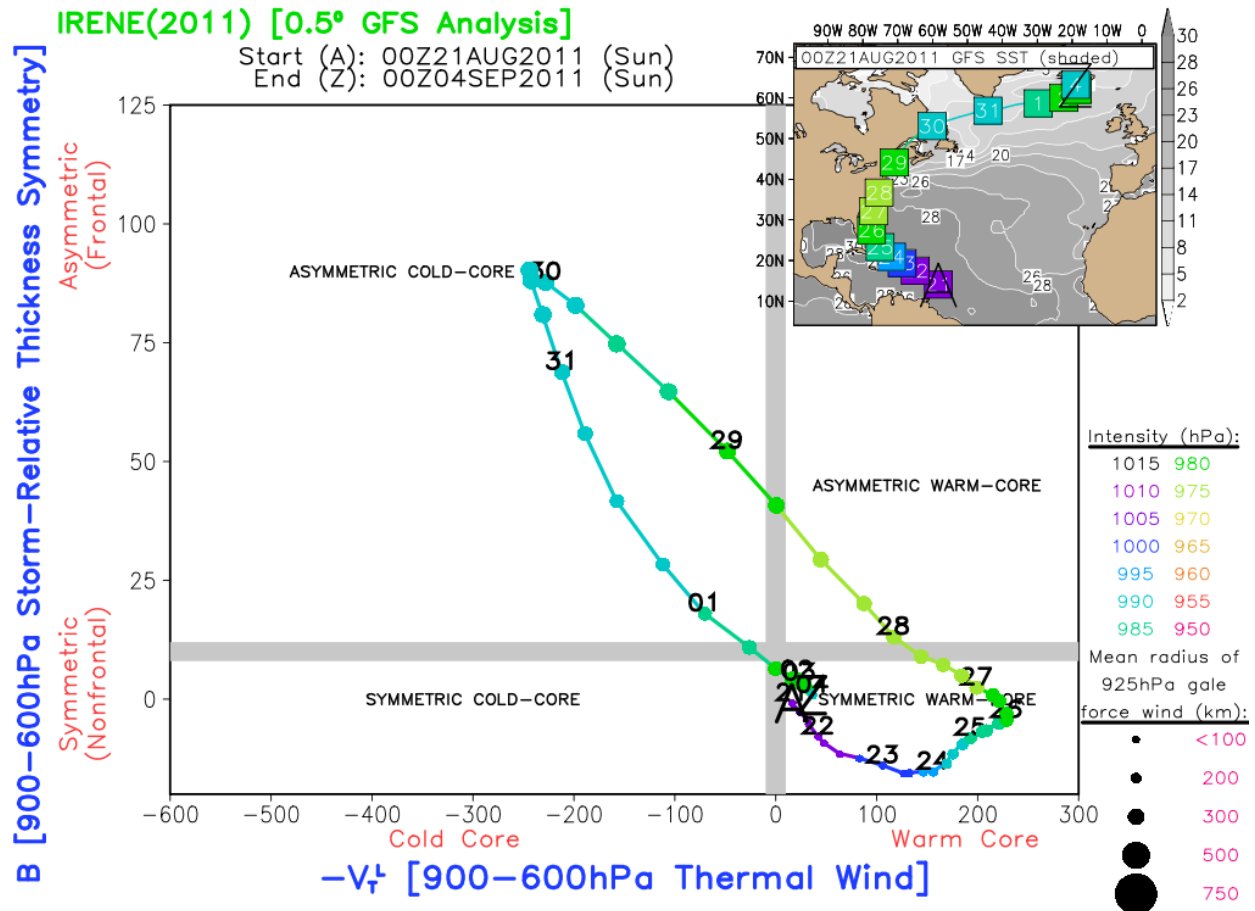 IRENE(2011) [0.5° GFS Analysis]
Start (A): 00Z21AUG2011 (Sun)
End (Z): 00Z04SEP2011 (Sun)
B [900-600hPa Storm-Relative Thickness Symmetry]
Asymmetric
(Frontal)
Symmetric
(Nonfrontal)
125
100
75
50
25
0
-600 -500 -400 -300 -200 -100 0 100 200 300
Cold Core
Warm Core
-V_T^L [900-600hPa Thermal Wind]
ASYMMETRIC COLD-CORE
ASYMMETRIC WARM-CORE
SYMMETRIC COLD-CORE
SYMMETRIC WARM-CORE
30
31
29
01
28
27
25
24
23
22
A
Z
90W 80W 70W 60W 50W 40W 30W 20W 10W 0
00Z21AUG2011 GFS SST (shaded)
70N
60N
50N
40N
30N
20N
10N
30
31
1
29
28
27
26
25
21
17
20
26
28
26
28
30
28
26
23
20
17
14
11
8
5
2
Intensity (hPa):
1015 980
1010 975
1005 970
1000 965
995 960
990 955
985 950
Mean radius of
925hPa gale
force wind (km):
<100
200
300
500
750